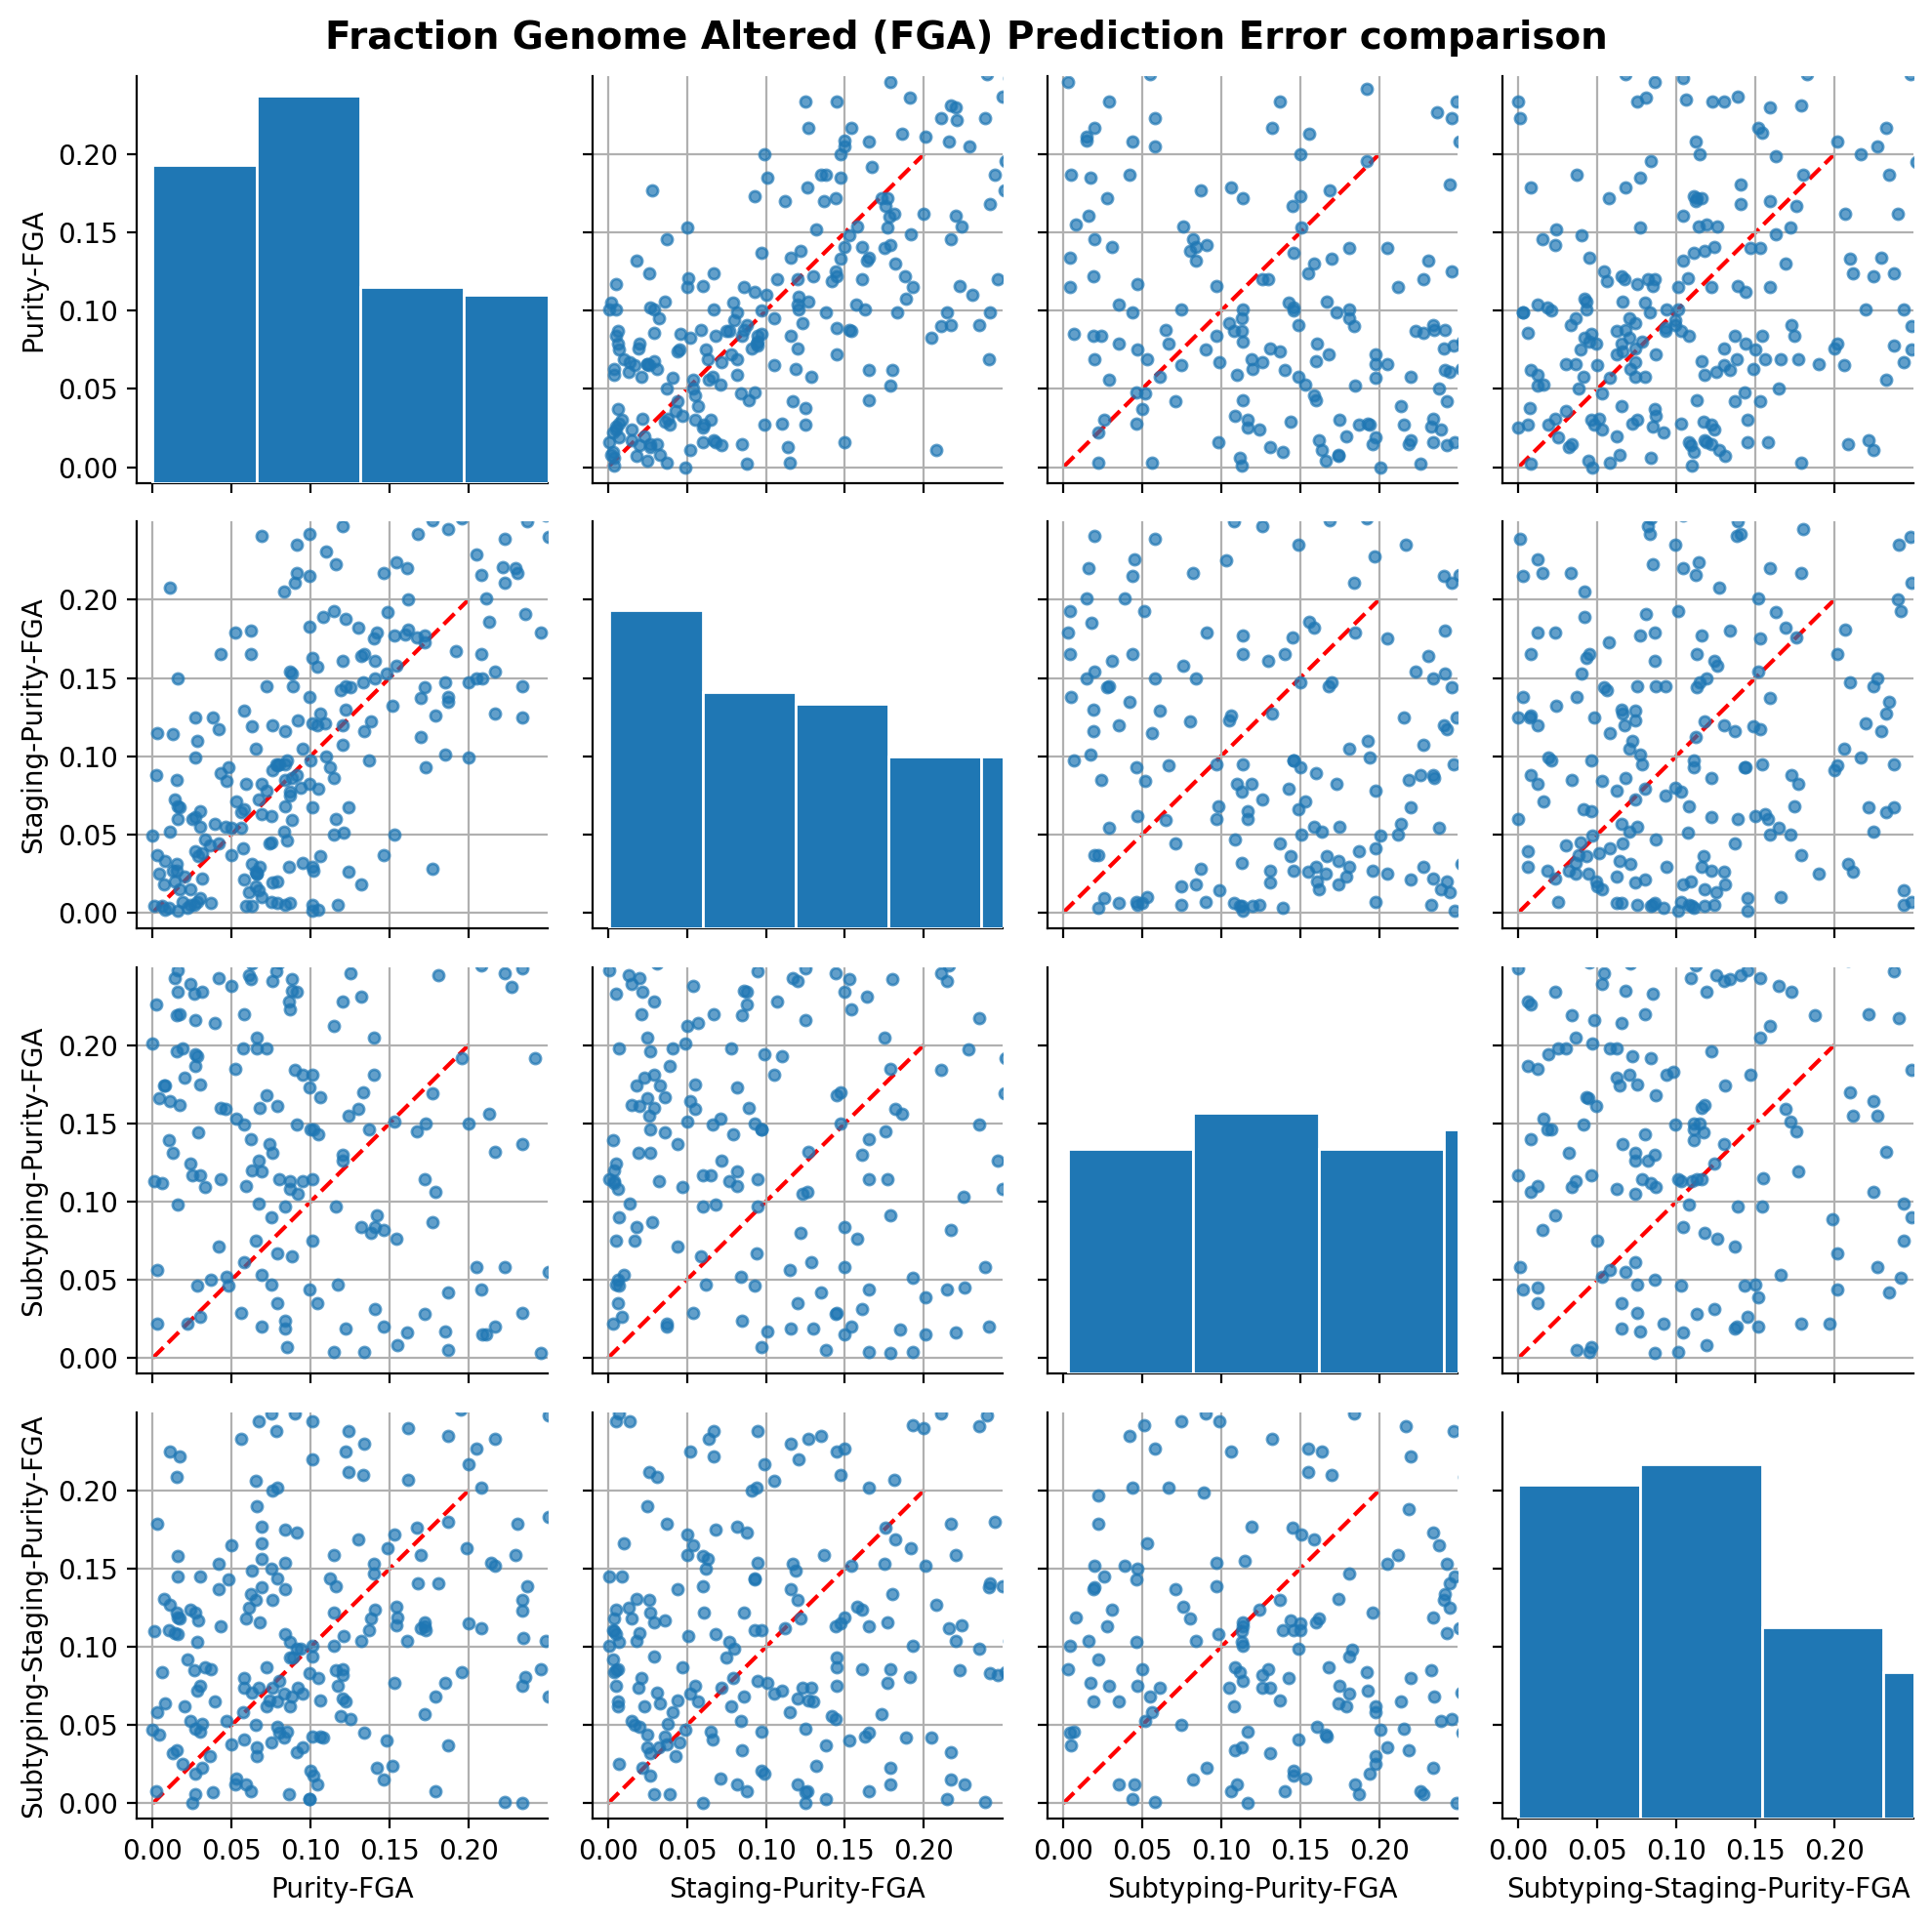 Fraction Genome Altered (FGA) Prediction Error comparison
Purity-FGA
0.20
0.15
0.10
0.05
0.00
Staging-Purity-FGA
0.20
0.15
0.10
0.05
0.00
Subtyping-Purity-FGA
0.20
0.15
0.10
0.05
0.00
Subtyping-Staging-Purity-FGA
0.20
0.15
0.10
0.05
0.00
0.00 0.05 0.10 0.15 0.20
0.00 0.05 0.10 0.15 0.20
0.00 0.05 0.10 0.15 0.20
0.00 0.05 0.10 0.15 0.20
Purity-FGA
Staging-Purity-FGA
Subtyping-Purity-FGA
Subtyping-Staging-Purity-FGA